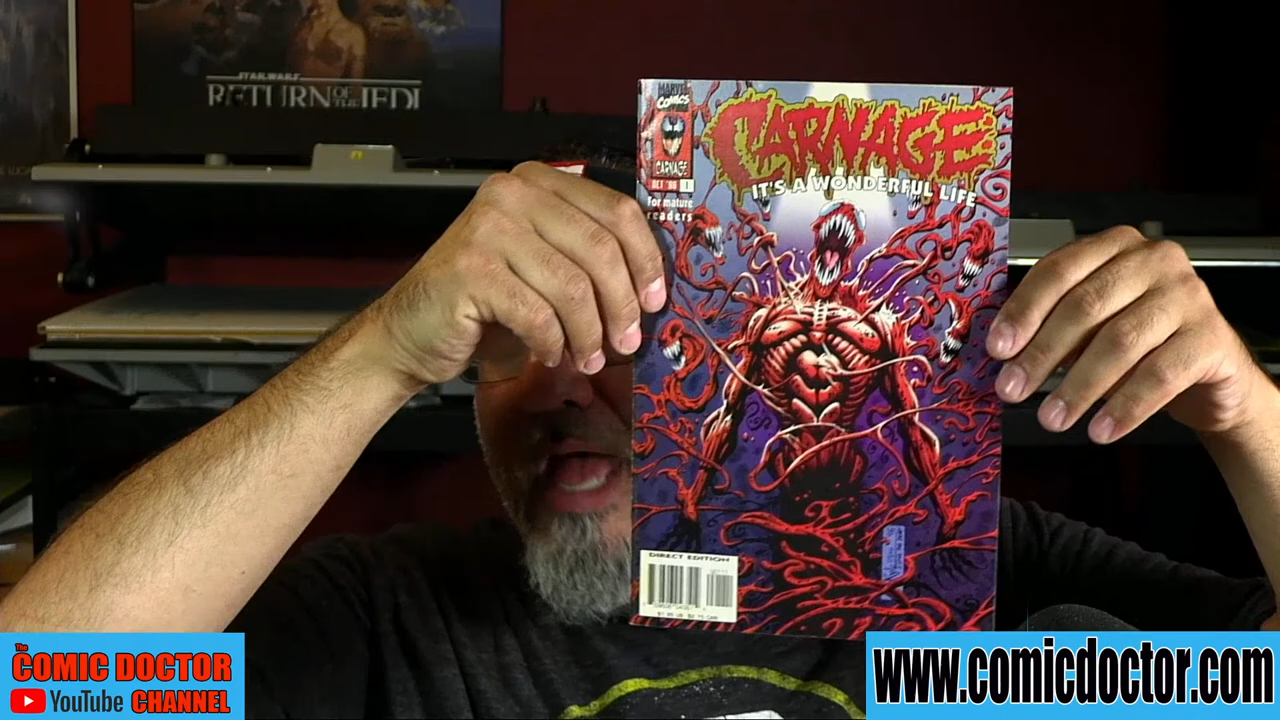 STAR WARS
RETURN OF THE JEDI
MARVEL
COMICS
CARNAGE
OCT '96 1
For mature
readers
CARNAGE
IT'S A WONDERFUL LIFE
DIRECT EDITION
The
COMIC DOCTOR
YouTube CHANNEL
www.comicdoctor.com